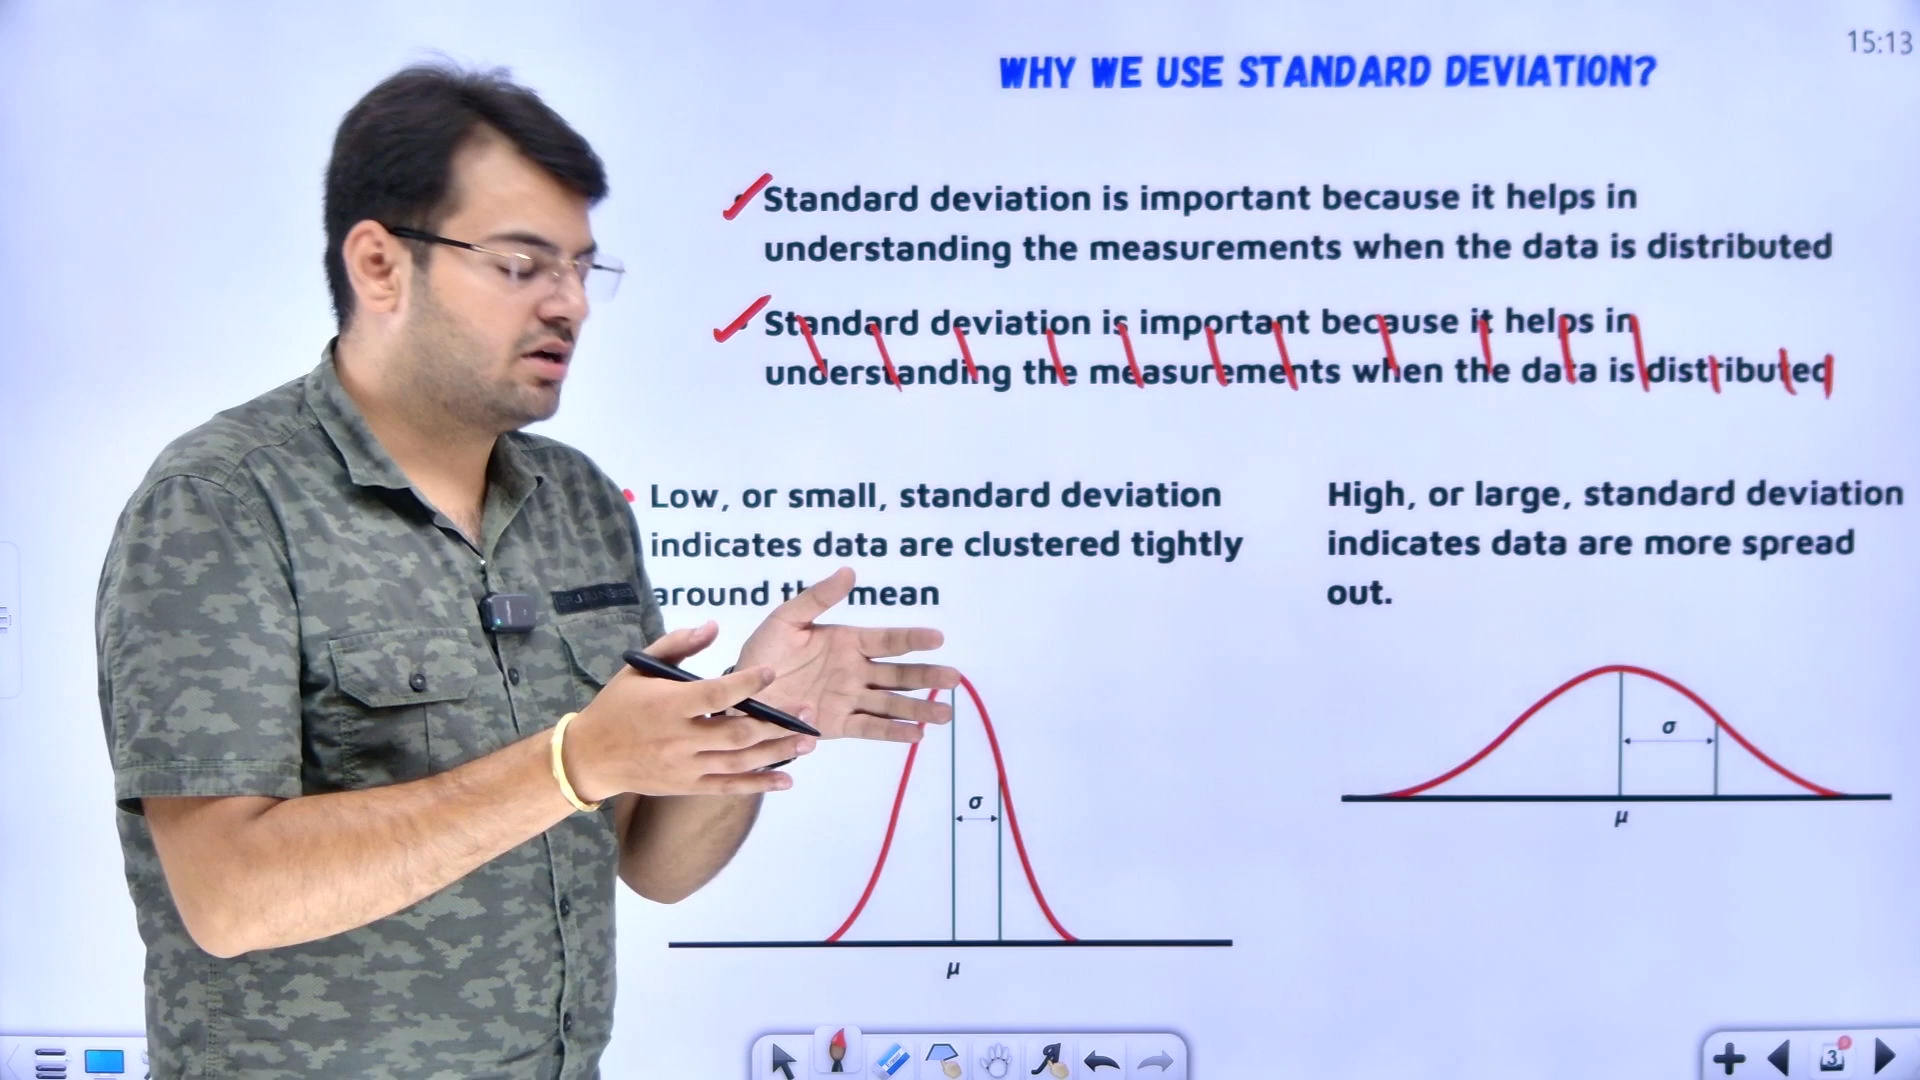 15:13
WHY WE USE STANDARD DEVIATION?
Standard deviation is important because it helps in
understanding the measurements when the data is distributed
Standard deviation is important because it helps in
understanding the measurements when the data is distributed
Low, or small, standard deviation
indicates data are clustered tightly
around mean
High, or large, standard deviation
indicates data are more spread
out.
σ
μ
σ
μ
3